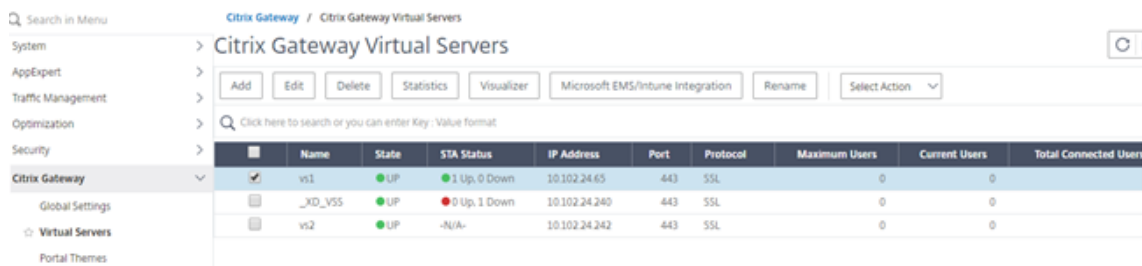 Search in Menu
System
AppExpert
Traffic Management
Optimization
Security
Citrix Gateway
Global Settings
Virtual Servers
Portal Themes
Citrix Gateway / Citrix Gateway Virtual Servers
Citrix Gateway Virtual Servers
Add Edit Delete Statistics Visualizer Microsoft EMS/Intune Integration Rename Select Action
Click here to search or you can enter Key : Value format
Name State STA Status IP Address Port Protocol Maximum Users Current Users Total Connected Users
vs1 UP 1 Up, 0 Down 10.102.24.65 443 SSL 0 0
_XD_VSS UP 0 Up, 1 Down 10.102.24.240 443 SSL 0 0
vs2 UP -N/A- 10.102.24.242 443 SSL 0 0